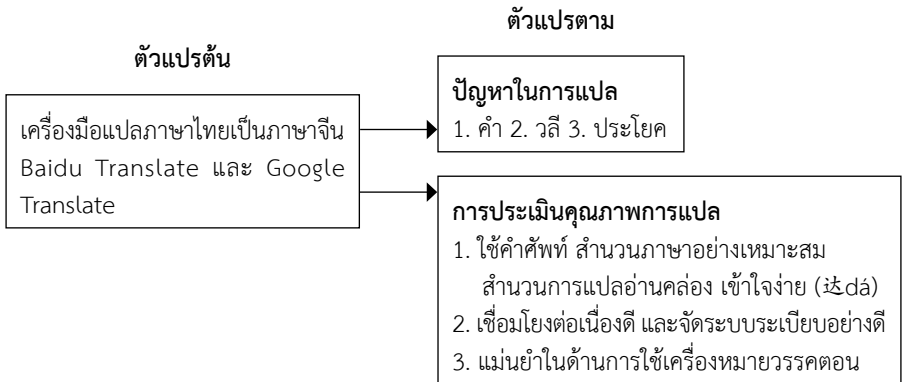 ตัวแปรตาม
ตัวแปรต้น
เครื่องมือแปลภาษาไทยเป็นภาษาจีน
Baidu Translate และ Google
Translate
ปัญหาในการแปล
1. คำ 2. วลี 3. ประโยค
การประเมินคุณภาพการแปล
1. ใช้คำศัพท์ สำนวนภาษาอย่างเหมาะสม
สำนวนการแปลอ่านคล่อง เข้าใจง่าย (达dá)
2. เชื่อมโยงต่อเนื่องดี และจัดระบบระเบียบอย่างดี
3. แม่นยำในด้านการใช้เครื่องหมายวรรคตอน